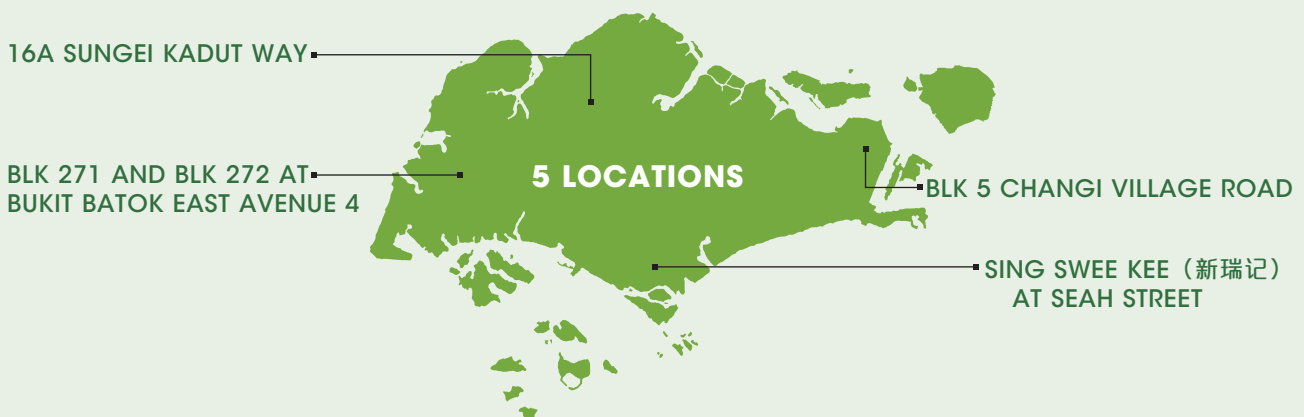 16A SUNGEI KADUT WAY
BLK 271 AND BLK 272 AT
BUKIT BATOK EAST AVENUE 4
5 LOCATIONS
BLK 5 CHANGI VILLAGE ROAD
SING SWEE KEE（新瑞记）
AT SEAH STREET